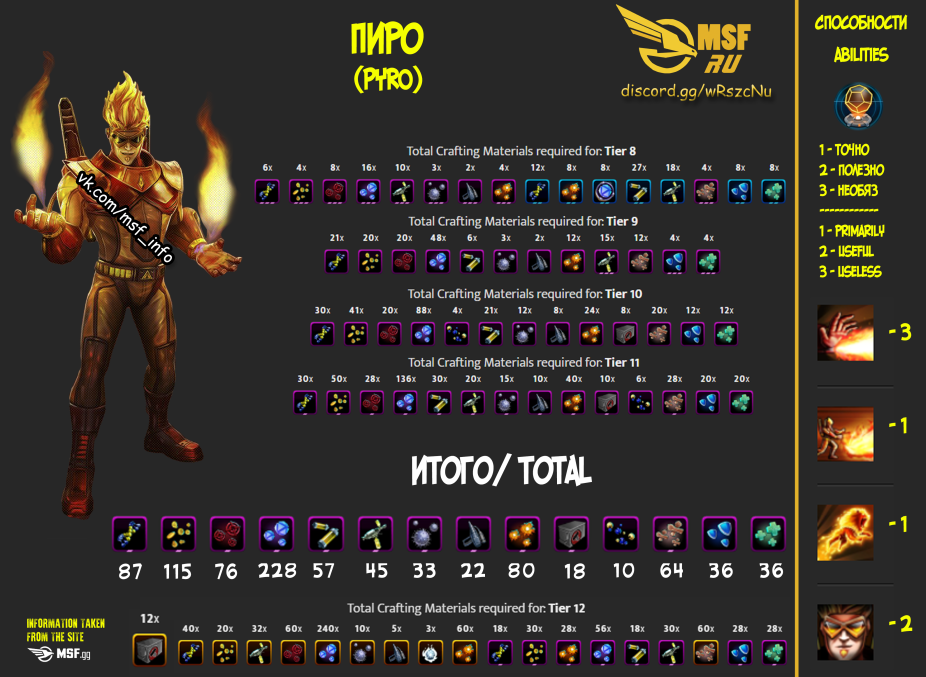 ПИРО
(PYRO)
MSF
RU
discord.gg/wRszcNu
vk.com/msf_info
Total Crafting Materials required for: Tier 8
6x 4x 8x 16x 10x 3x 2x 4x 12x 8x 8x 27x 18x 4x 8x 8x
Total Crafting Materials required for: Tier 9
21x 20x 20x 48x 6x 3x 2x 12x 15x 12x 4x 4x
Total Crafting Materials required for: Tier 10
30x 41x 20x 88x 4x 21x 12x 8x 24x 8x 20x 12x 12x
Total Crafting Materials required for: Tier 11
30x 50x 28x 136x 30x 20x 15x 10x 40x 10x 6x 28x 20x 20x
ИТОГО/ TOTAL
87 115 76 228 57 45 33 22 80 18 10 64 36 36
Total Crafting Materials required for: Tier 12
12x 40x 20x 32x 60x 240x 10x 5x 3x 60x 18x 30x 28x 56x 18x 30x 60x 28x 28x
INFORMATION TAKEN
FROM THE SITE
MSF.gg
СПОСОБНОСТИ
ABILITIES
1 - ТОЧНО
2 - ПОЛЕЗНО
3 - НЕОБЯЗ
------------
1 - PRIMARILY
2 - USEFUL
3 - USELESS
- 3
- 1
- 1
- 2